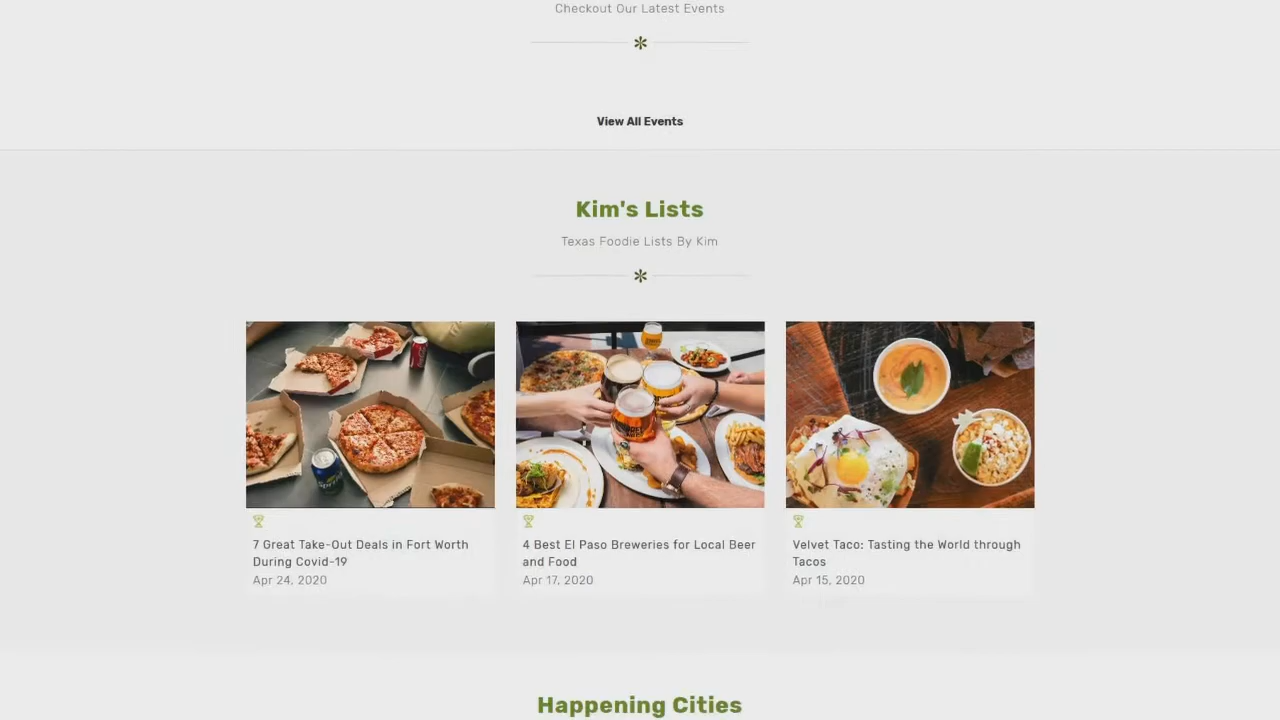 Checkout Our Latest Events
View All Events
Kim's Lists
Texas Foodie Lists By Kim
7 Great Take-Out Deals in Fort Worth
During Covid-19
Apr 24, 2020
4 Best El Paso Breweries for Local Beer
and Food
Apr 17, 2020
Velvet Taco: Tasting the World through
Tacos
Apr 15, 2020
Happening Cities